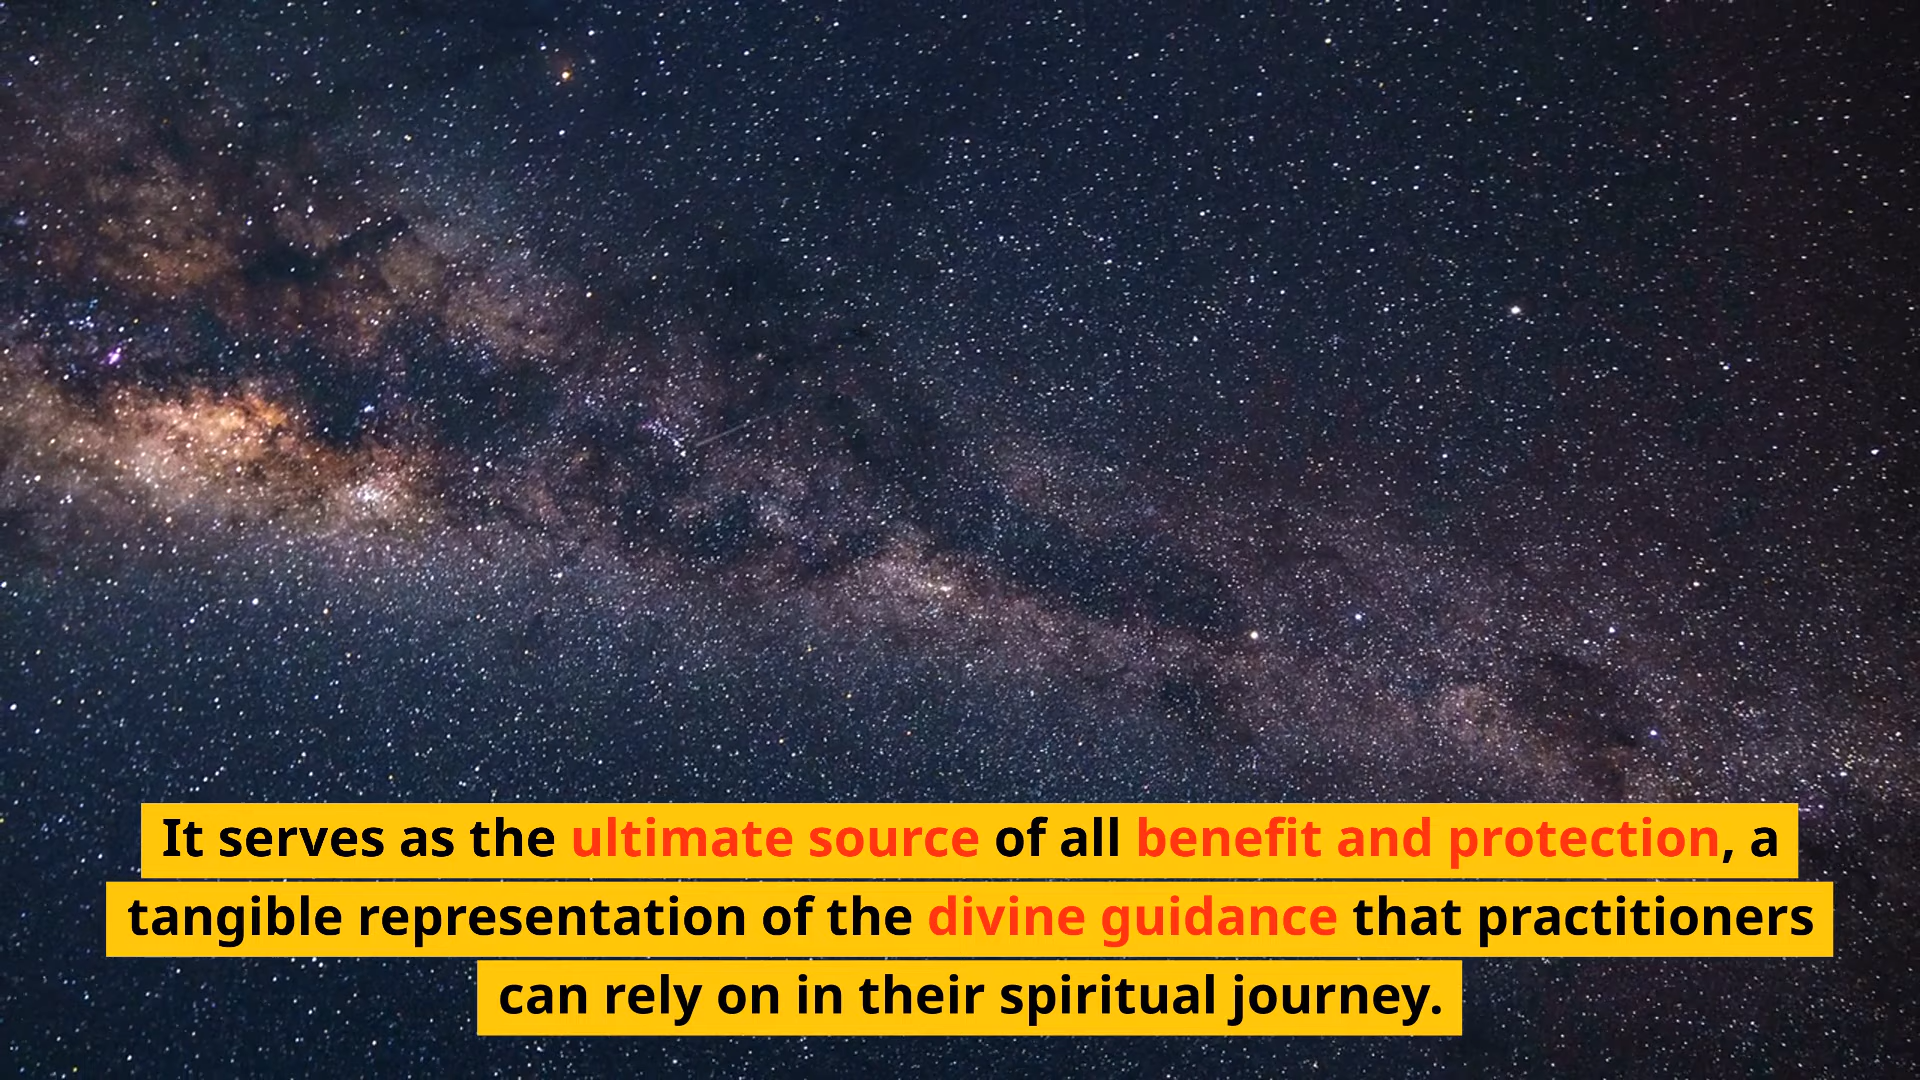 It serves as the ultimate source of all benefit and protection, a
tangible representation of the divine guidance that practitioners
can rely on in their spiritual journey.